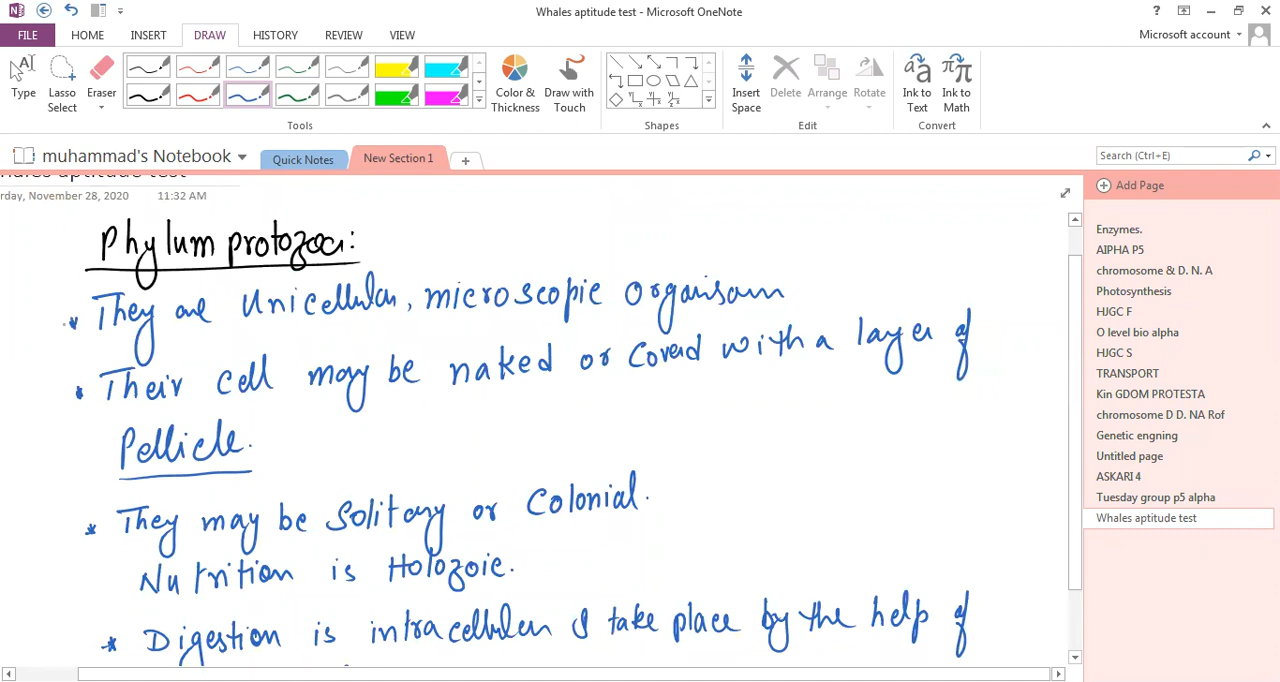 Whales aptitude test - Microsoft OneNote
FILE HOME INSERT DRAW HISTORY REVIEW VIEW
Microsoft account
Type
Lasso Select
Eraser
Color & Thickness
Draw with Touch
Insert Space
Delete
Arrange
Rotate
Ink to Text
Ink to Math
Tools
Shapes
Edit
Convert
muhammad's Notebook
Quick Notes
New Section 1
Search (Ctrl+E)
aptitude test
rday, November 28, 2020 11:32 AM
Phylum protozoa:
* They are Unicellular, microscopic Organisam
* Their cell may be naked or Coverd with a layer of
Pellicle.
* They may be Solitary or Colonial.
Nutrition is Holozoic.
* Digestion is intracellular & take place by the help of
Add Page
Enzymes.
AlPHA P5
chromosome & D. N. A
Photosynthesis
HJGC F
O level bio alpha
HJGC S
TRANSPORT
Kin GDOM PROTESTA
chromosome D D. NA Rof
Genetic engning
Untitled page
ASKARI 4
Tuesday group p5 alpha
Whales aptitude test